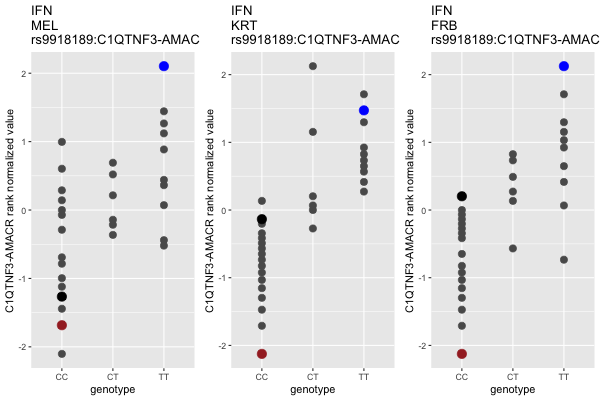 IFN
MEL
rs9918189:C1QTNF3-AMAC
C1QTNF3-AMACR rank normalized value
2
1
0
-1
-2
CC CT TT
genotype
IFN
KRT
rs9918189:C1QTNF3-AMAC
C1QTNF3-AMACR rank normalized value
2
1
0
-1
-2
CC CT TT
genotype
IFN
FRB
rs9918189:C1QTNF3-AMAC
C1QTNF3-AMACR rank normalized value
2
1
0
-1
-2
CC CT TT
genotype